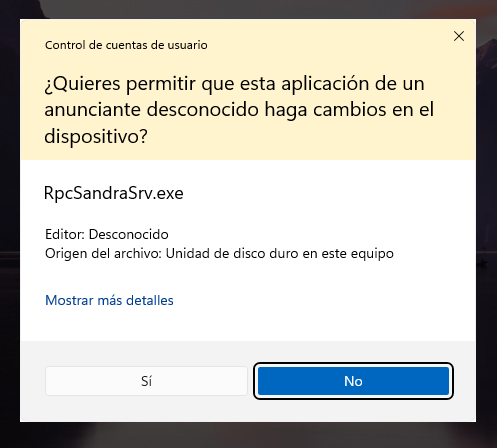 Control de cuentas de usuario
¿Quieres permitir que esta aplicación de un
anunciante desconocido haga cambios en el
dispositivo?
RpcSandraSrv.exe
Editor: Desconocido
Origen del archivo: Unidad de disco duro en este equipo
Mostrar más detalles
Sí
No